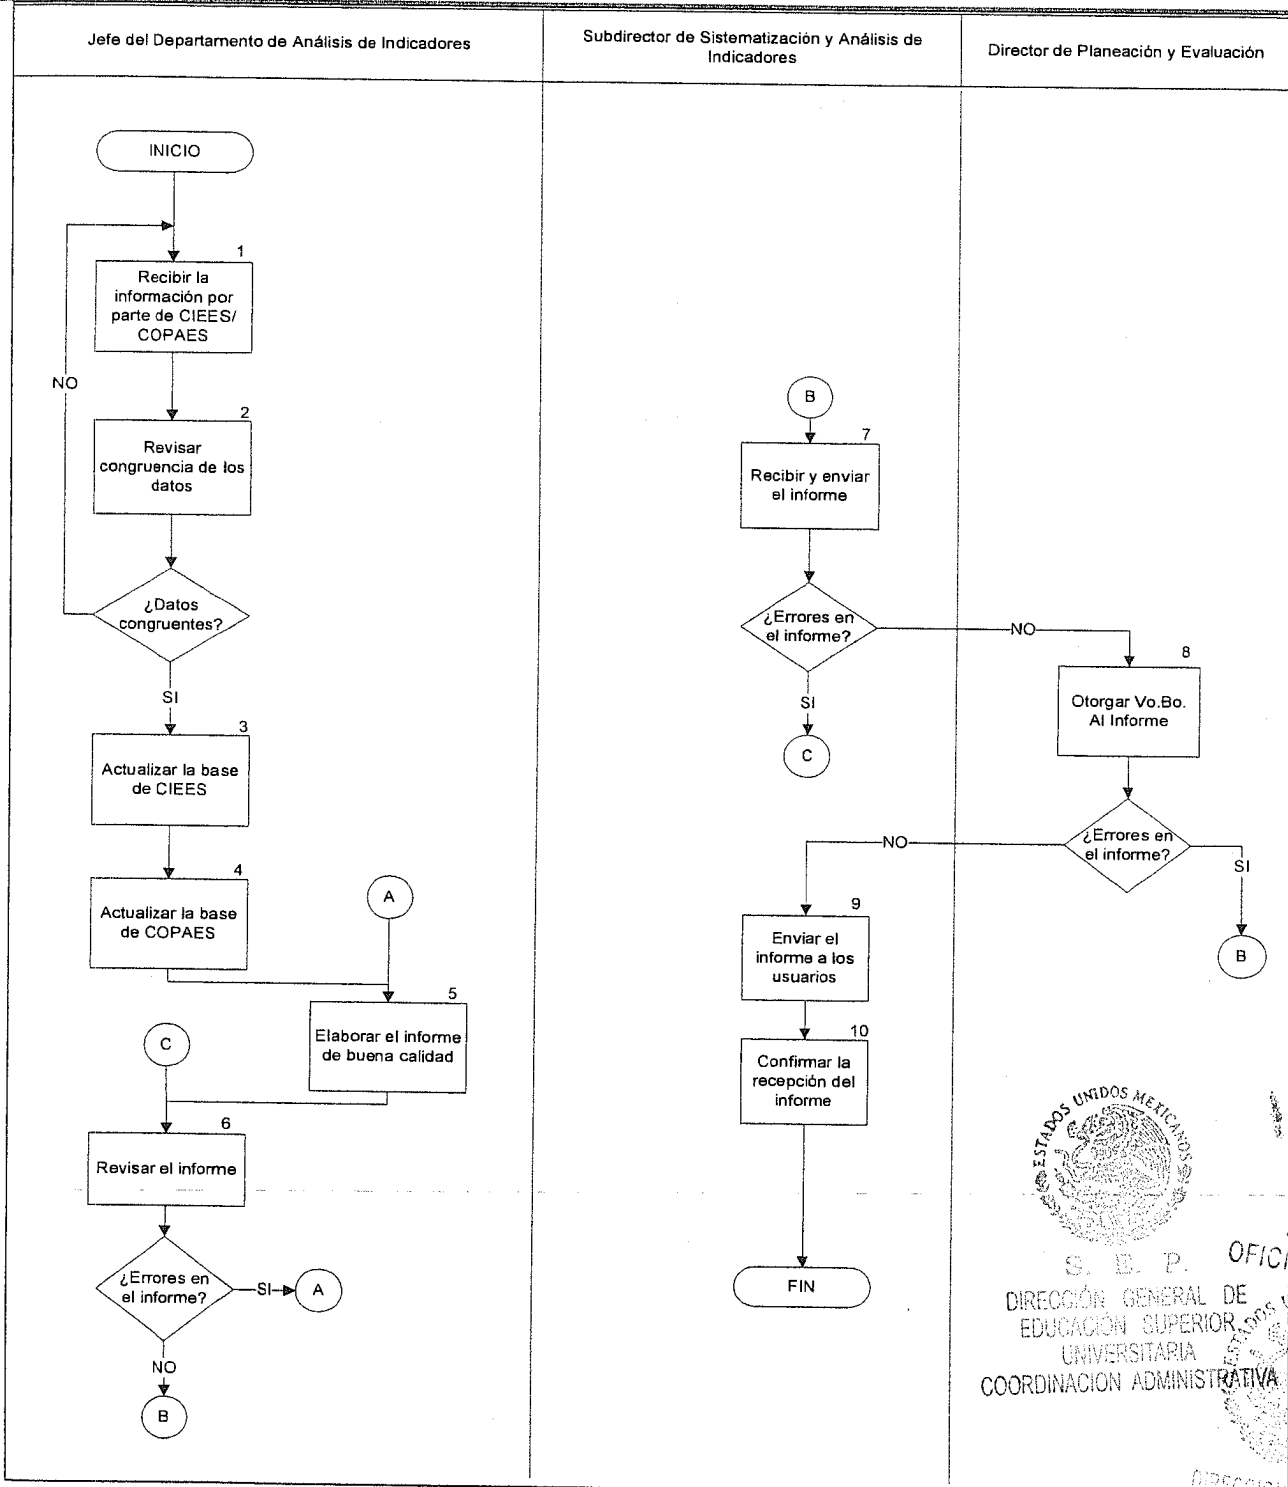 Jefe del Departamento de Análisis de Indicadores
Subdirector de Sistematización y Análisis de
Indicadores
Director de Planeación y Evaluación
INICIO
1
Recibir la
información por
parte de CIEES/
COPAES
NO
2
Revisar
congruencia de los
datos
¿Datos
congruentes?
SI
3
Actualizar la base
de CIEES
4
Actualizar la base
de COPAES
A
5
Elaborar el informe
de buena calidad
C
6
Revisar el informe
¿Errores en
el informe?
SI
A
NO
B
B
7
Recibir y enviar
el informe
¿Errores en
el informe?
NO
SI
C
8
Otorgar Vo.Bo.
Al Informe
¿Errores en
el informe?
NO
SI
B
9
Enviar el
informe a los
usuarios
10
Confirmar la
recepción del
informe
FIN
ESTADOS UNIDOS MEXICANOS
S. E. P.
DIRECCIÓN GENERAL DE
EDUCACIÓN SUPERIOR
UNIVERSITARIA
COORDINACION ADMINISTRATIVA
OFICI